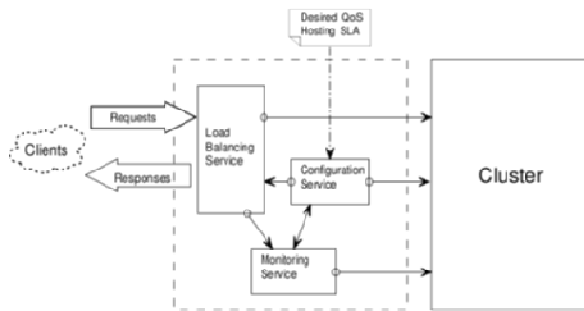 Desired QoS
Hosting SLA
Requests
Clients
Responses
Load
Balancing
Service
Configuration
Service
Monitoring
Service
Cluster